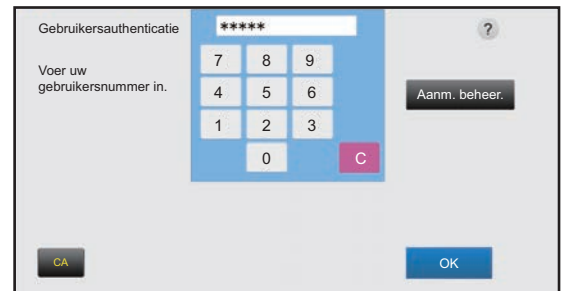 Gebruikersauthenticatie
*****
?
Voer uw
gebruikersnummer in.
7 8 9
4 5 6
1 2 3
0 C
Aanm. beheer.
CA
OK